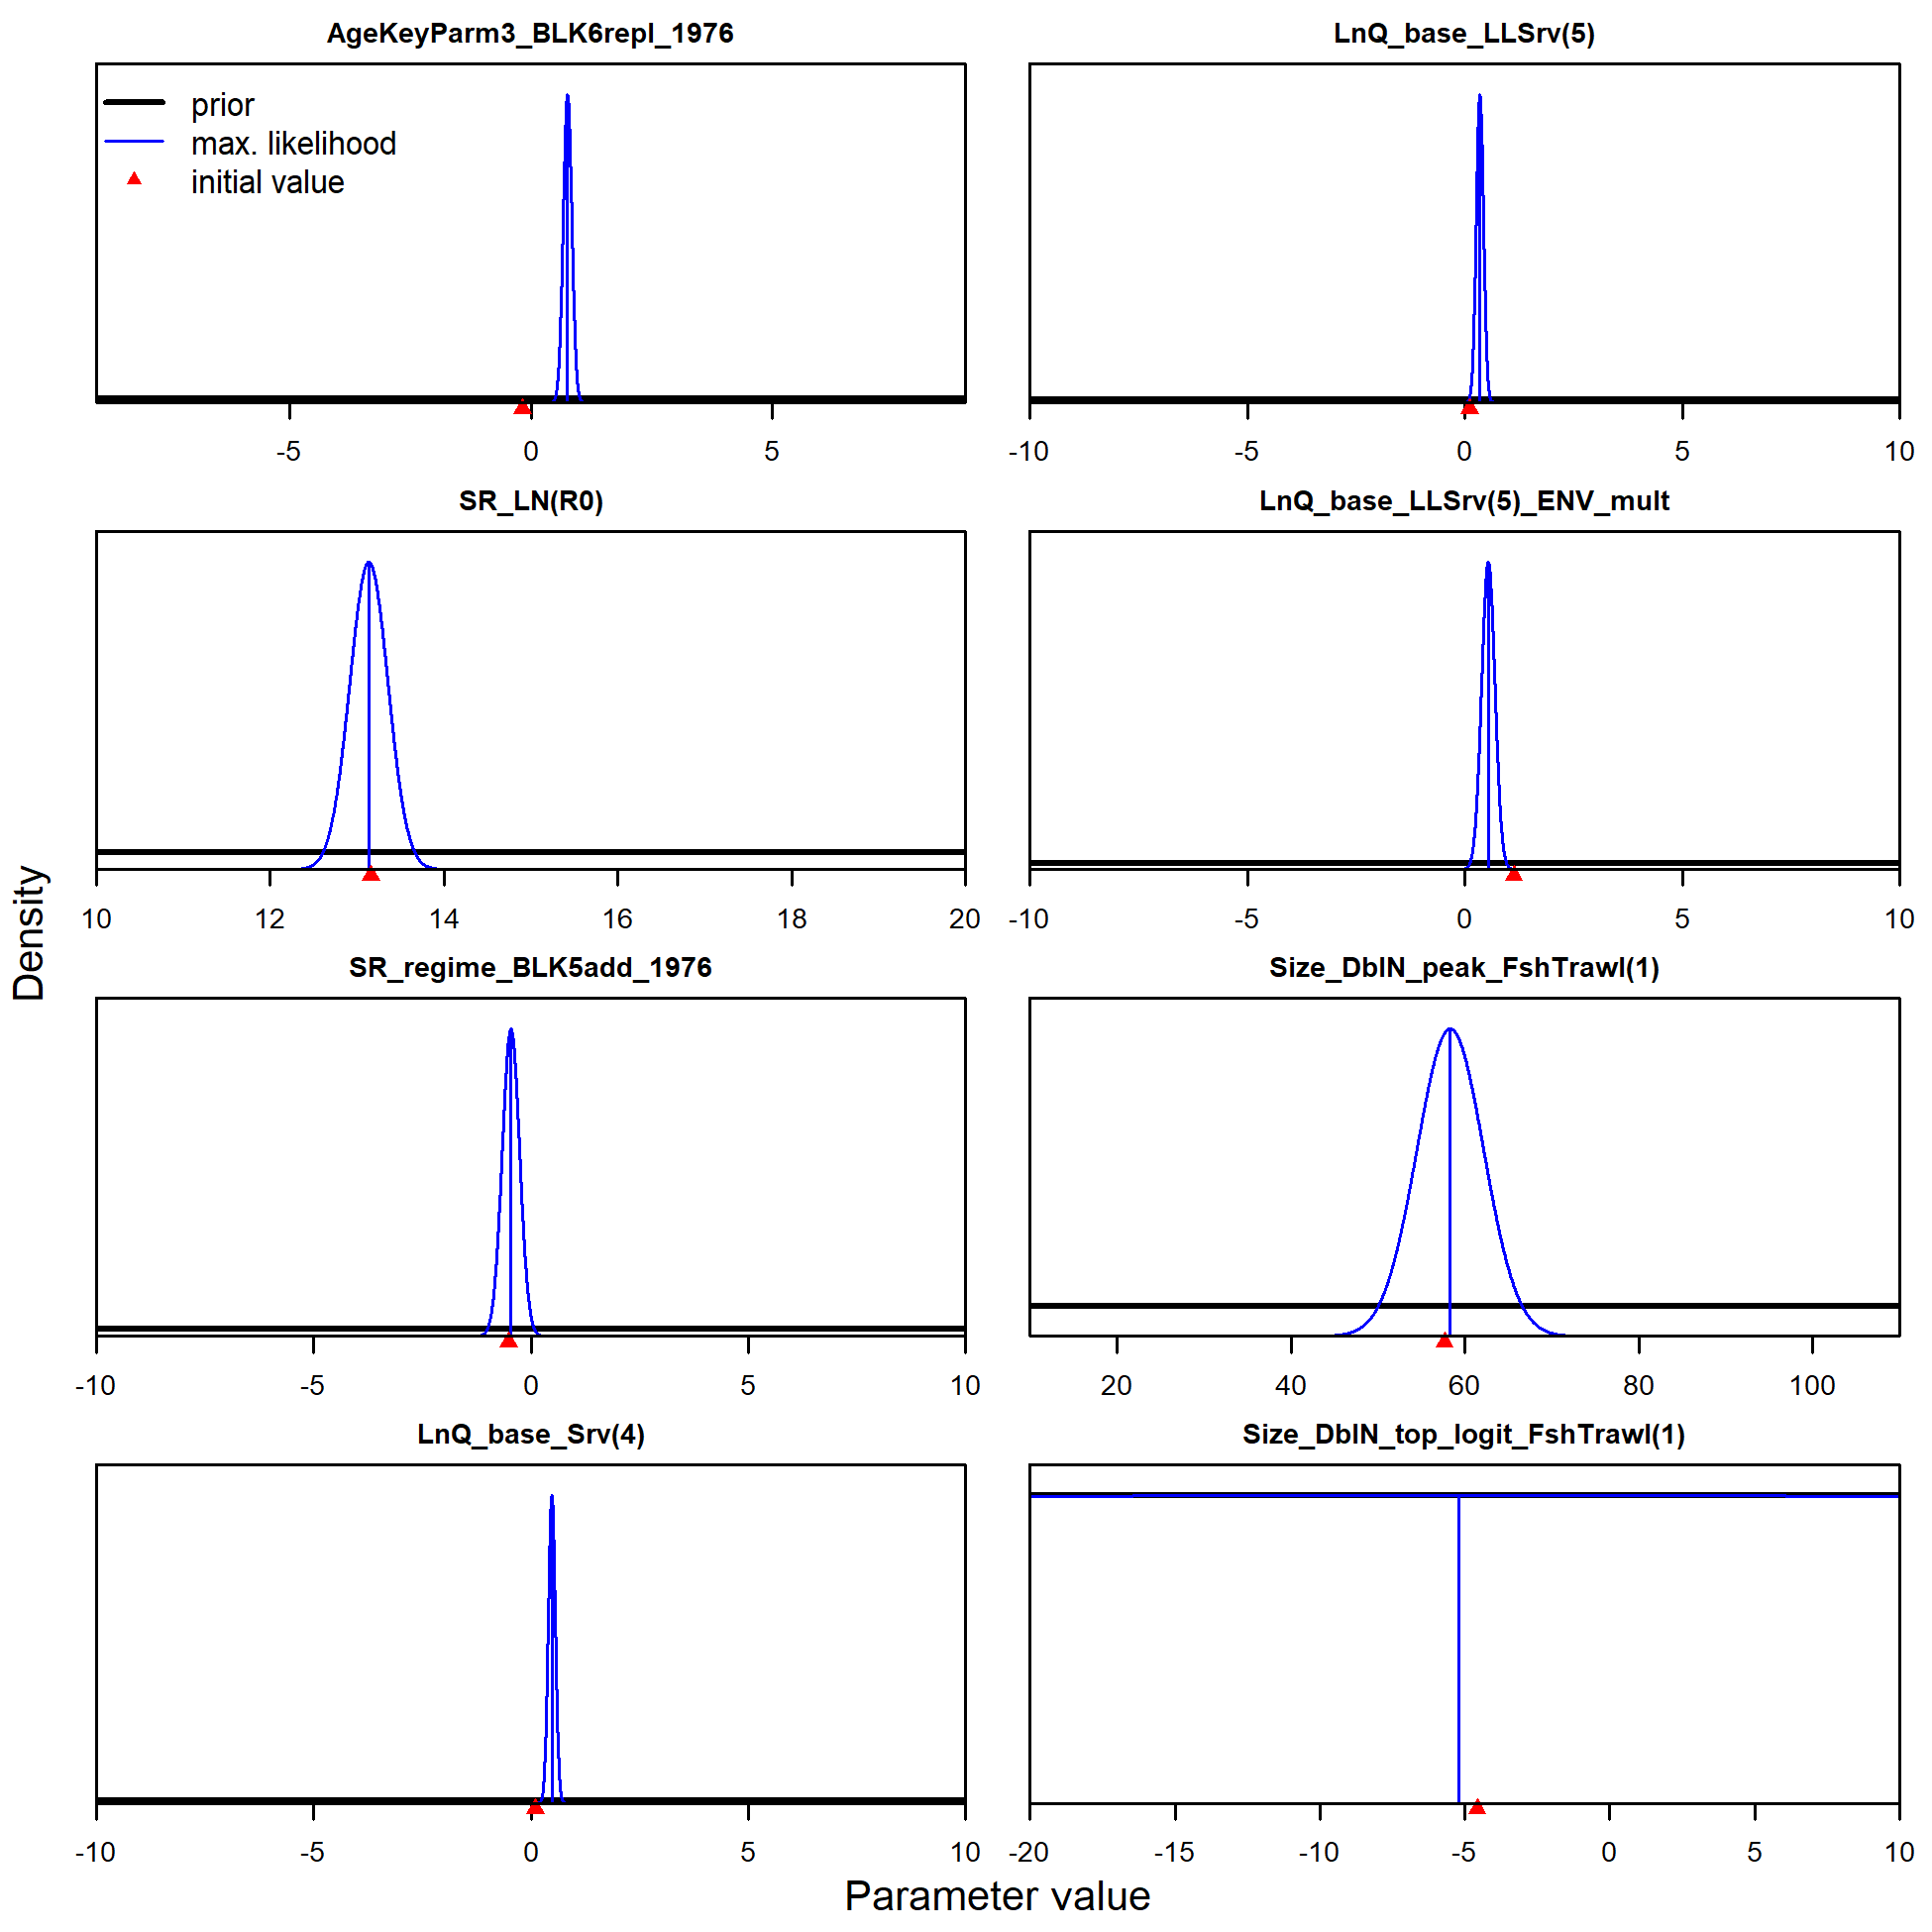 AgeKeyParm3_BLK6repl_1976
prior
max. likelihood
initial value
-5 0 5
LnQ_base_LLSrv(5)
-10 -5 0 5 10
SR_LN(R0)
10 12 14 16 18 20
LnQ_base_LLSrv(5)_ENV_mult
-10 -5 0 5 10
SR_regime_BLK5add_1976
-10 -5 0 5 10
Size_DblN_peak_FshTrawl(1)
20 40 60 80 100
LnQ_base_Srv(4)
-10 -5 0 5 10
Size_DblN_top_logit_FshTrawl(1)
-20 -15 -10 -5 0 5 10
Density
Parameter value